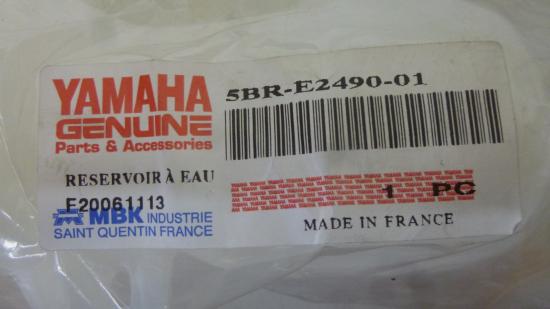 YAMAHA
GENUINE
Parts & Accessories
RESERVOIR À EAU
E20061113
MBK INDUSTRIE
SAINT QUENTIN FRANCE
5BR-E2490-01
1 PC
MADE IN FRANCE